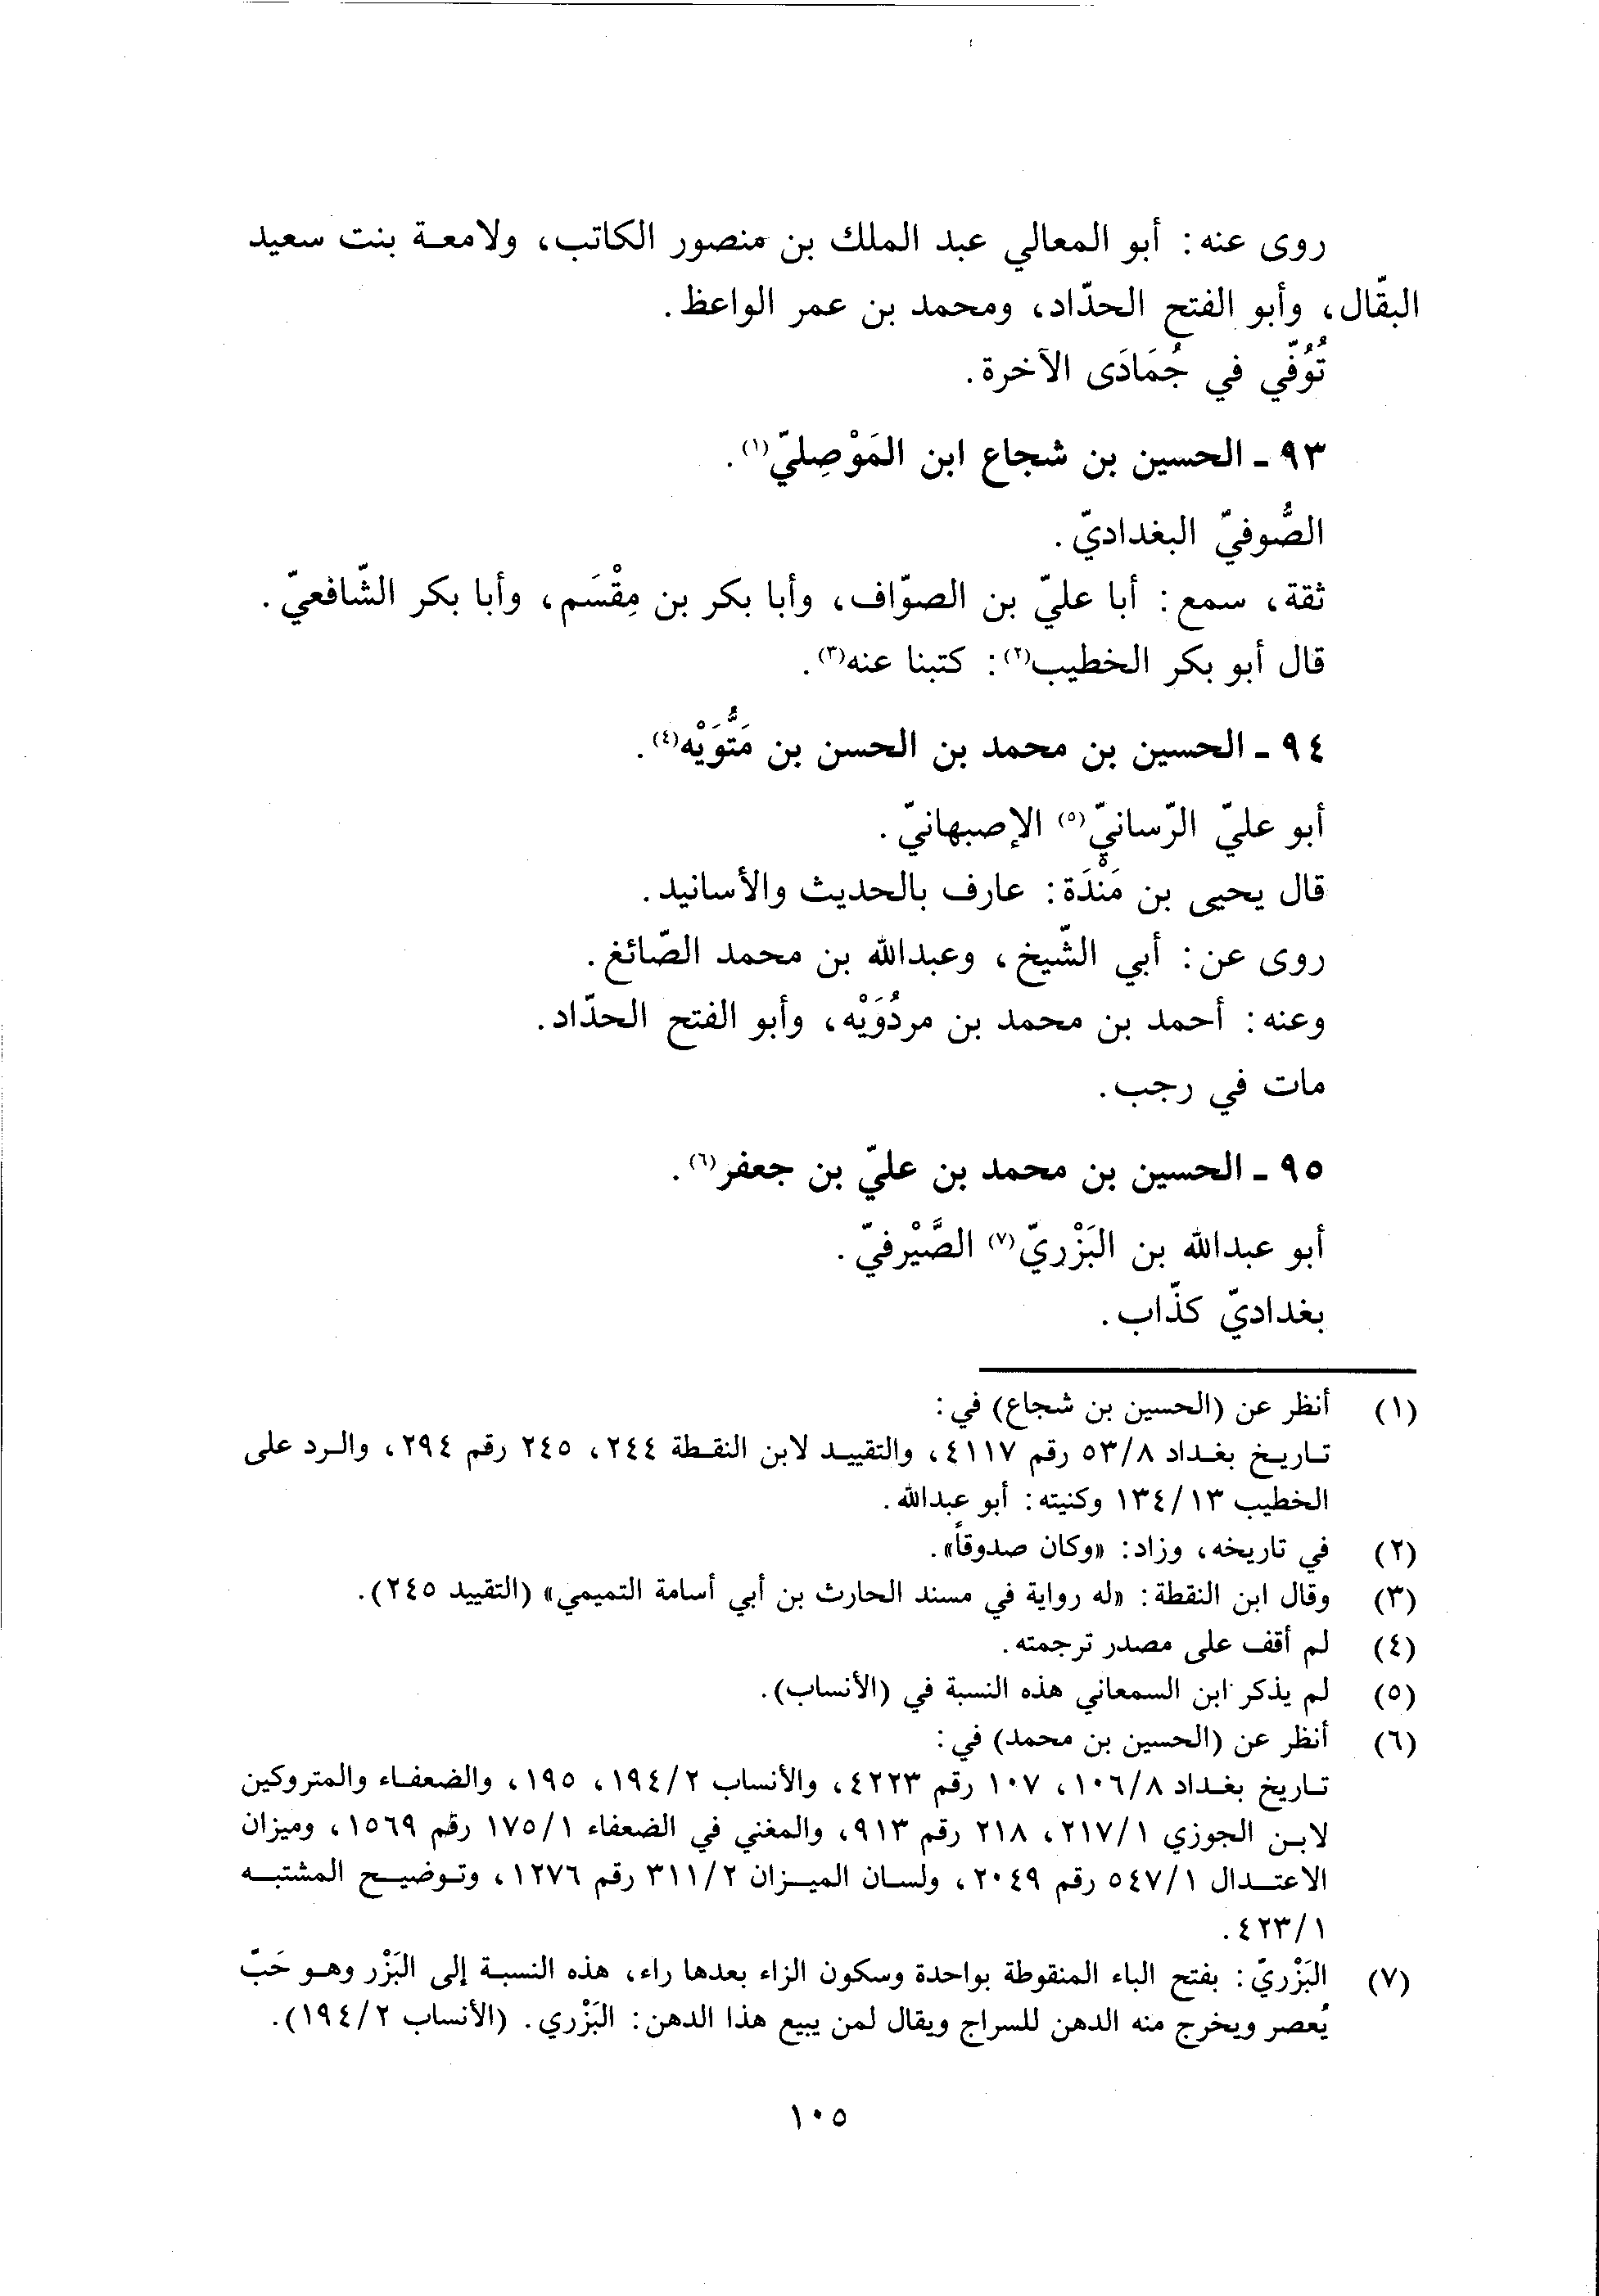 روى عنه: أبو المعالي عبد الملك بن منصور الكاتب، ولامعة بنت سعيد
البقّال، وأبو الفتح الحدّاد، ومحمد بن عمر الواعظ.
تُوُفّي في جُمَادَى الآخرة.
٩٣ - الحسين بن شجاع ابن المَوْصِليّ(١).
الصُّوفيّ البغداديّ.
ثقة، سمع: أبا عليّ بن الصوّاف، وأبا بكر بن مِقْسَم، وأبا بكر الشّافعيّ.
قال أبو بكر الخطيب(٢): كتبنا عنه(٣).
٩٤ - الحسين بن محمد بن الحسن بن مَتُّوَيْه(٤).
أبو عليّ الرّسانيّ(٥) الإصبهانيّ.
قال يحيى بن مَنْدَة: عارف بالحديث والأسانيد.
روى عن: أبي الشّيخ، وعبدالله بن محمد الصّائغ.
وعنه: أحمد بن محمد بن مردُوَيْه، وأبو الفتح الحدّاد.
مات في رجب.
٩٥ - الحسين بن محمد بن عليّ بن جعفر(٦).
أبو عبدالله بن البَزْريّ(٧) الصَّيْرفيّ.
بغداديّ كذّاب.
(١) أنظر عن (الحسين بن شجاع) في:
تاريخ بغداد ٥٣/٨ رقم ٤١١٧، والتقييد لابن النقطة ٢٤٤، ٢٤٥ رقم ٢٩٤، والرد على
الخطيب ١٣٤/١٣ وكنيته: أبو عبدالله.
(٢) في تاريخه، وزاد: «وكان صدوقاً».
(٣) وقال ابن النقطة: «له رواية في مسند الحارث بن أبي أسامة التميمي» (التقييد ٢٤٥).
(٤) لم أقف على مصدر ترجمته.
(٥) لم يذكر ابن السمعاني هذه النسبة في (الأنساب).
(٦) أنظر عن (الحسين بن محمد) في:
تاريخ بغداد ١٠٦/٨، ١٠٧ رقم ٤٢٢٣، والأنساب ١٩٤/٢، ١٩٥، والضعفاء والمتروكين
لابن الجوزي ٢١٧/١، ٢١٨ رقم ٩١٣، والمغني في الضعفاء ١٧٥/١ رقم ١٥٦٩، وميزان
الاعتدال ٥٤٧/١ رقم ٢٠٤٩، ولسان الميزان ٣١١/٢ رقم ١٢٧٦، وتوضيح المشتبه
٤٢٣/١.
(٧) البَزْريّ: بفتح الباء المنقوطة بواحدة وسكون الزاء بعدها راء، هذه النسبة إلى البَزْر وهو حَبّ
يُعصر ويخرج منه الدهن للسراج ويقال لمن يبيع هذا الدهن: البَزْري. (الأنساب ١٩٤/٢).
١٠٥